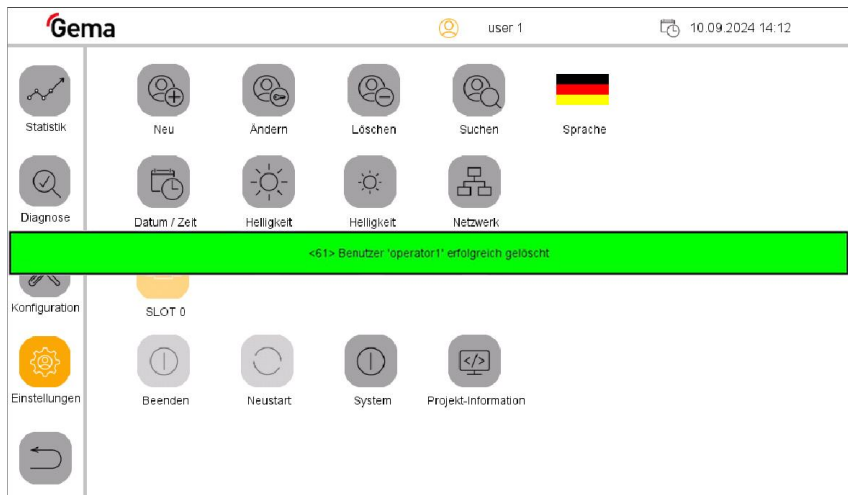 Gema
user 1
10.09.2024 14:12
Statistik
Neu
Ändern
Löschen
Suchen
Sprache
Diagnose
Datum / Zeit
Helligkeit
Helligkeit
Netzwerk
<61> Benutzer 'operator1' erfolgreich gelöscht
Konfiguration
SLOT 0
Einstellungen
Beenden
Neustart
System
Projekt-Information